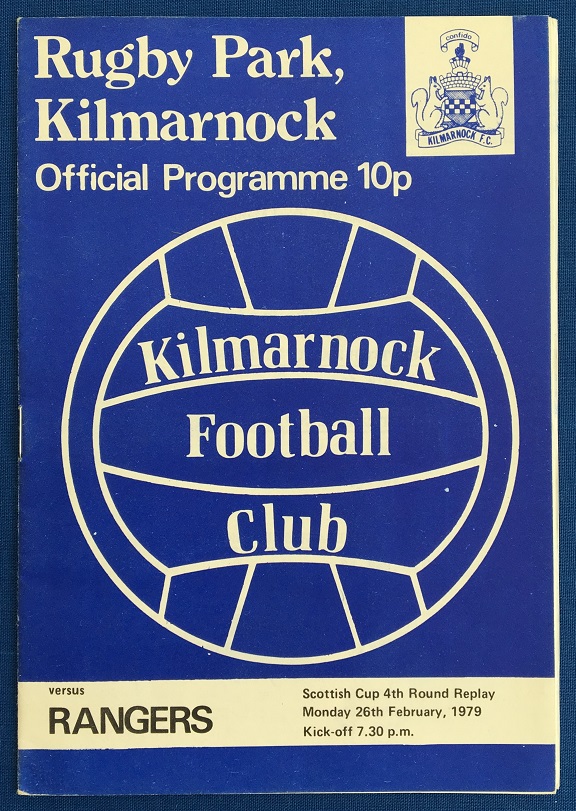 Rugby Park,
Kilmarnock
Official Programme 10p
confido
KILMARNOCK F.C.
Kilmarnock
Football
Club
versus
RANGERS
Scottish Cup 4th Round Replay
Monday 26th February, 1979
Kick-off 7.30 p.m.